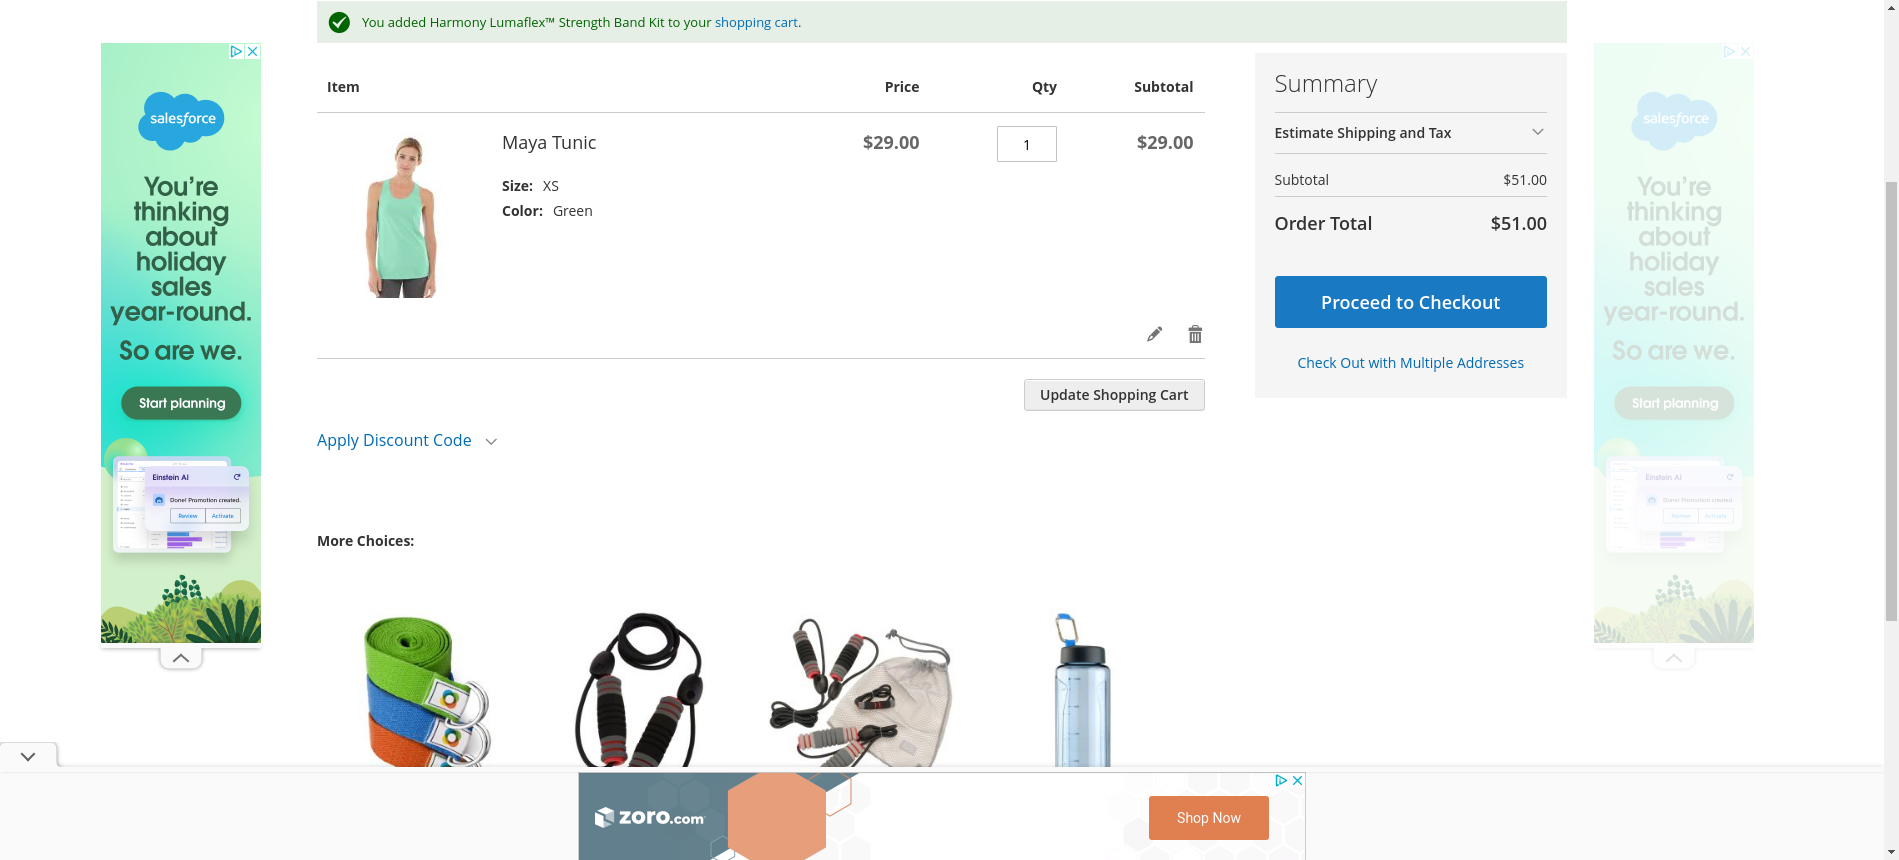 You added Harmony Lumaflex™ Strength Band Kit to your shopping cart.
Item Price Qty Subtotal
Maya Tunic $29.00 1 $29.00
Size: XS
Color: Green
Update Shopping Cart
Apply Discount Code
More Choices:
Summary
Estimate Shipping and Tax
Subtotal $51.00
Order Total $51.00
Proceed to Checkout
Check Out with Multiple Addresses
salesforce
You're
thinking
about
holiday
sales
year-round.
So are we.
Start planning
Einstein AI
Done! Promotion created.
Review Activate
salesforce
You're
thinking
about
holiday
sales
year-round.
So are we.
Start planning
Einstein AI
Done! Promotion created.
Review Activate
zoro.com
Shop Now